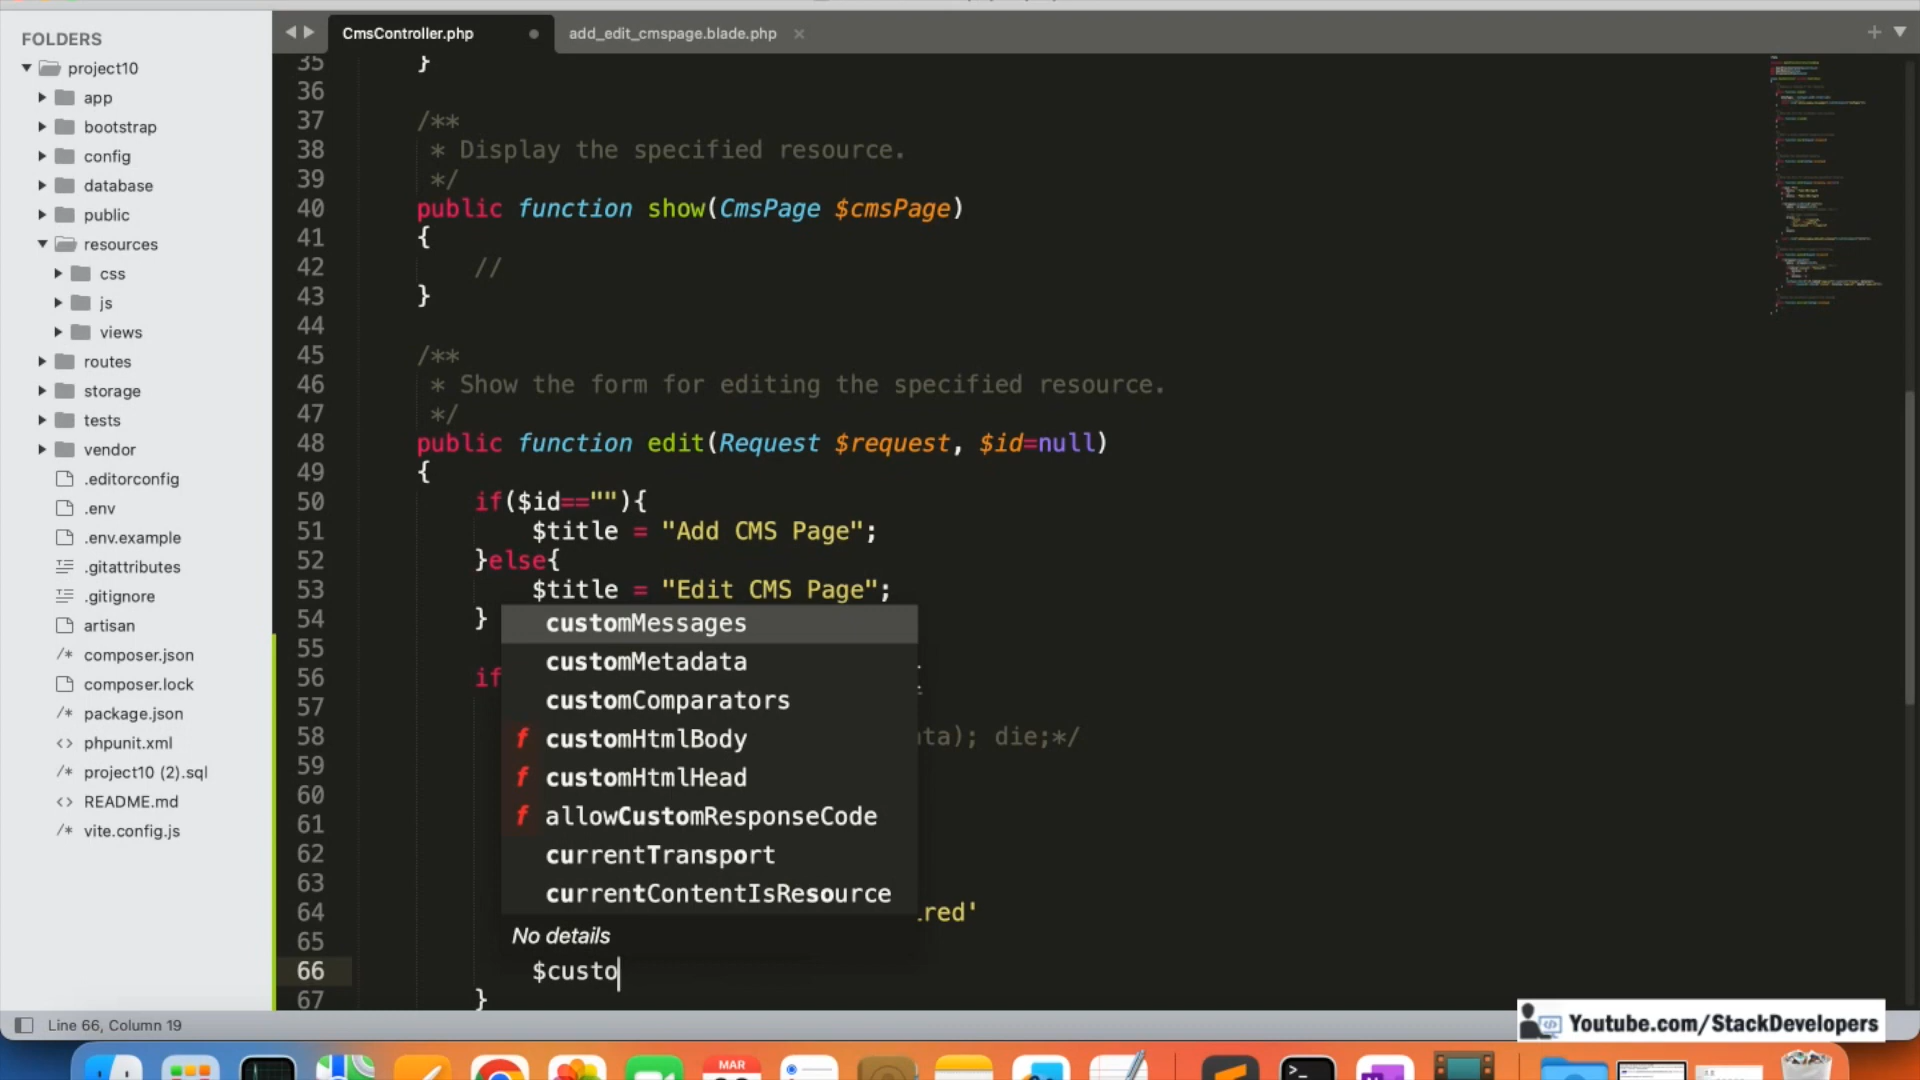 FOLDERS
project10
app
bootstrap
config
database
public
resources
css
js
views
routes
storage
tests
vendor
.editorconfig
.env
.env.example
.gitattributes
.gitignore
artisan
/* composer.json
composer.lock
/* package.json
<> phpunit.xml
/* project10 (2).sql
<> README.md
/* vite.config.js
CmsController.php
add_edit_cmspage.blade.php
35 }
36
37 /**
38 * Display the specified resource.
39 */
40 public function show(CmsPage $cmsPage)
41 {
42 //
43 }
44
45 /**
46 * Show the form for editing the specified resource.
47 */
48 public function edit(Request $request, $id=null)
49 {
50 if($id==""){
51 $title = "Add CMS Page";
52 }else{
53 $title = "Edit CMS Page";
54 }
55
56 if
57
58 ta); die;*/
59
60
61
62
63
64 red'
65
66 $custo
67 }
customMessages
customMetadata
customComparators
f customHtmlBody
f customHtmlHead
f allowCustomResponseCode
currentTransport
currentContentIsResource
No details
Line 66, Column 19
Youtube.com/StackDevelopers
MAR